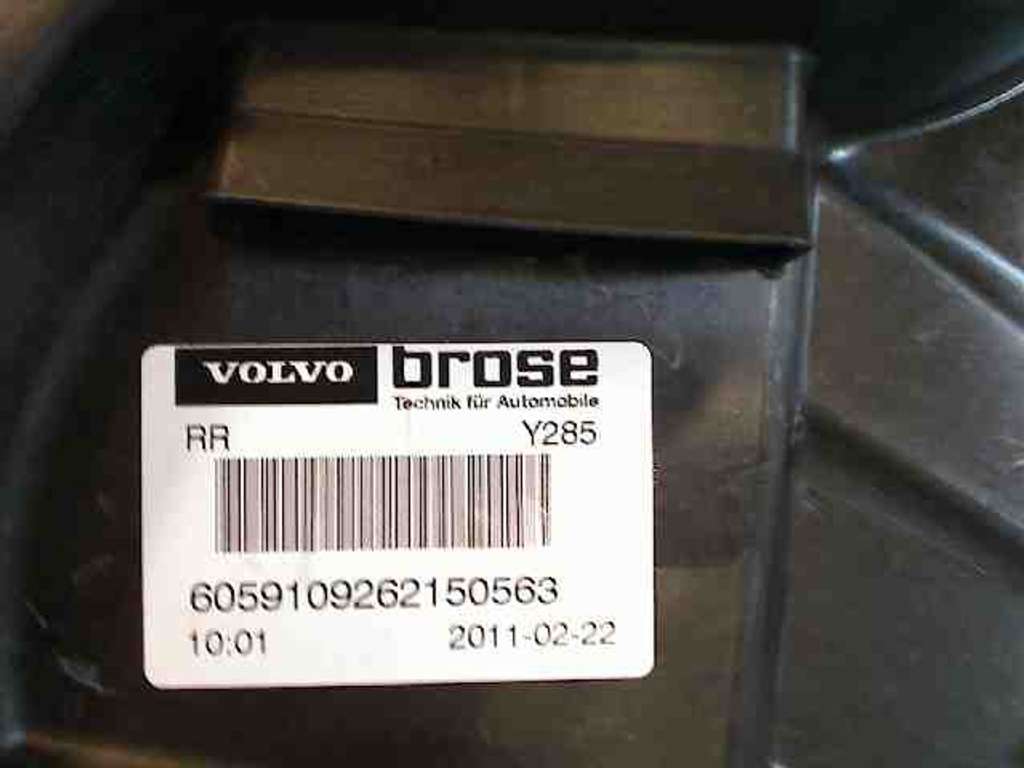 VOLVO brose
Technik für Automobile
RR Y285
6059109262150563
10:01 2011-02-22